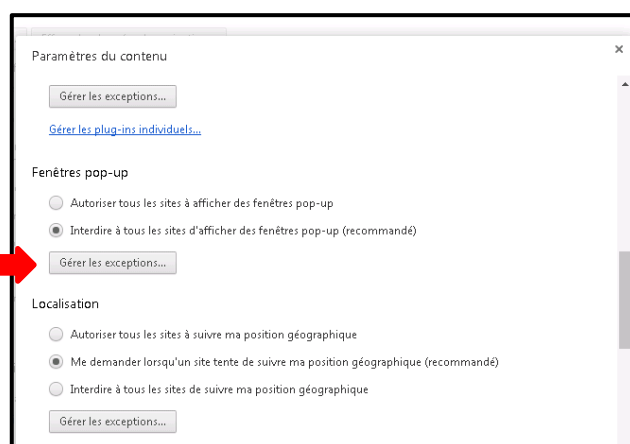 Paramètres du contenu
×
Gérer les exceptions...
Gérer les plug-ins individuels...
Fenêtres pop-up
Autoriser tous les sites à afficher des fenêtres pop-up
Interdire à tous les sites d'afficher des fenêtres pop-up (recommandé)
Gérer les exceptions...
Localisation
Autoriser tous les sites à suivre ma position géographique
Me demander lorsqu'un site tente de suivre ma position géographique (recommandé)
Interdire à tous les sites de suivre ma position géographique
Gérer les exceptions...